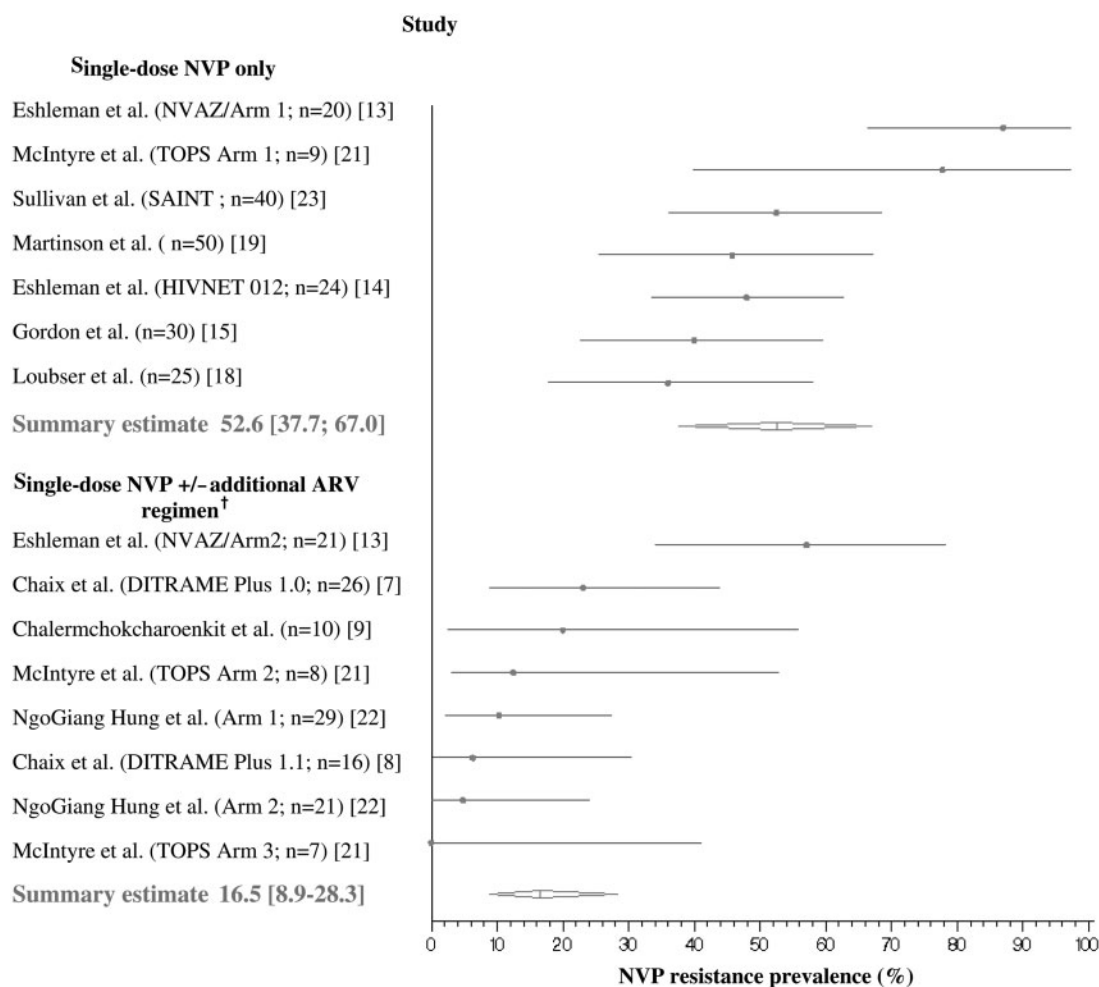 Study
Single-dose NVP only
Eshleman et al. (NVAZ/Arm 1; n=20) [13]
McIntyre et al. (TOPS Arm 1; n=9) [21]
Sullivan et al. (SAINT ; n=40) [23]
Martinson et al. ( n=50) [19]
Eshleman et al. (HIVNET 012; n=24) [14]
Gordon et al. (n=30) [15]
Loubser et al. (n=25) [18]
Summary estimate 52.6 [37.7; 67.0]
Single-dose NVP +/- additional ARV
regimen†
Eshleman et al. (NVAZ/Arm2; n=21) [13]
Chaix et al. (DITRAME Plus 1.0; n=26) [7]
Chalermchokcharoenkit et al. (n=10) [9]
McIntyre et al. (TOPS Arm 2; n=8) [21]
NgoGiang Hung et al. (Arm 1; n=29) [22]
Chaix et al. (DITRAME Plus 1.1; n=16) [8]
NgoGiang Hung et al. (Arm 2; n=21) [22]
McIntyre et al. (TOPS Arm 3; n=7) [21]
Summary estimate 16.5 [8.9-28.3]
0 10 20 30 40 50 60 70 80 90 100
NVP resistance prevalence (%)